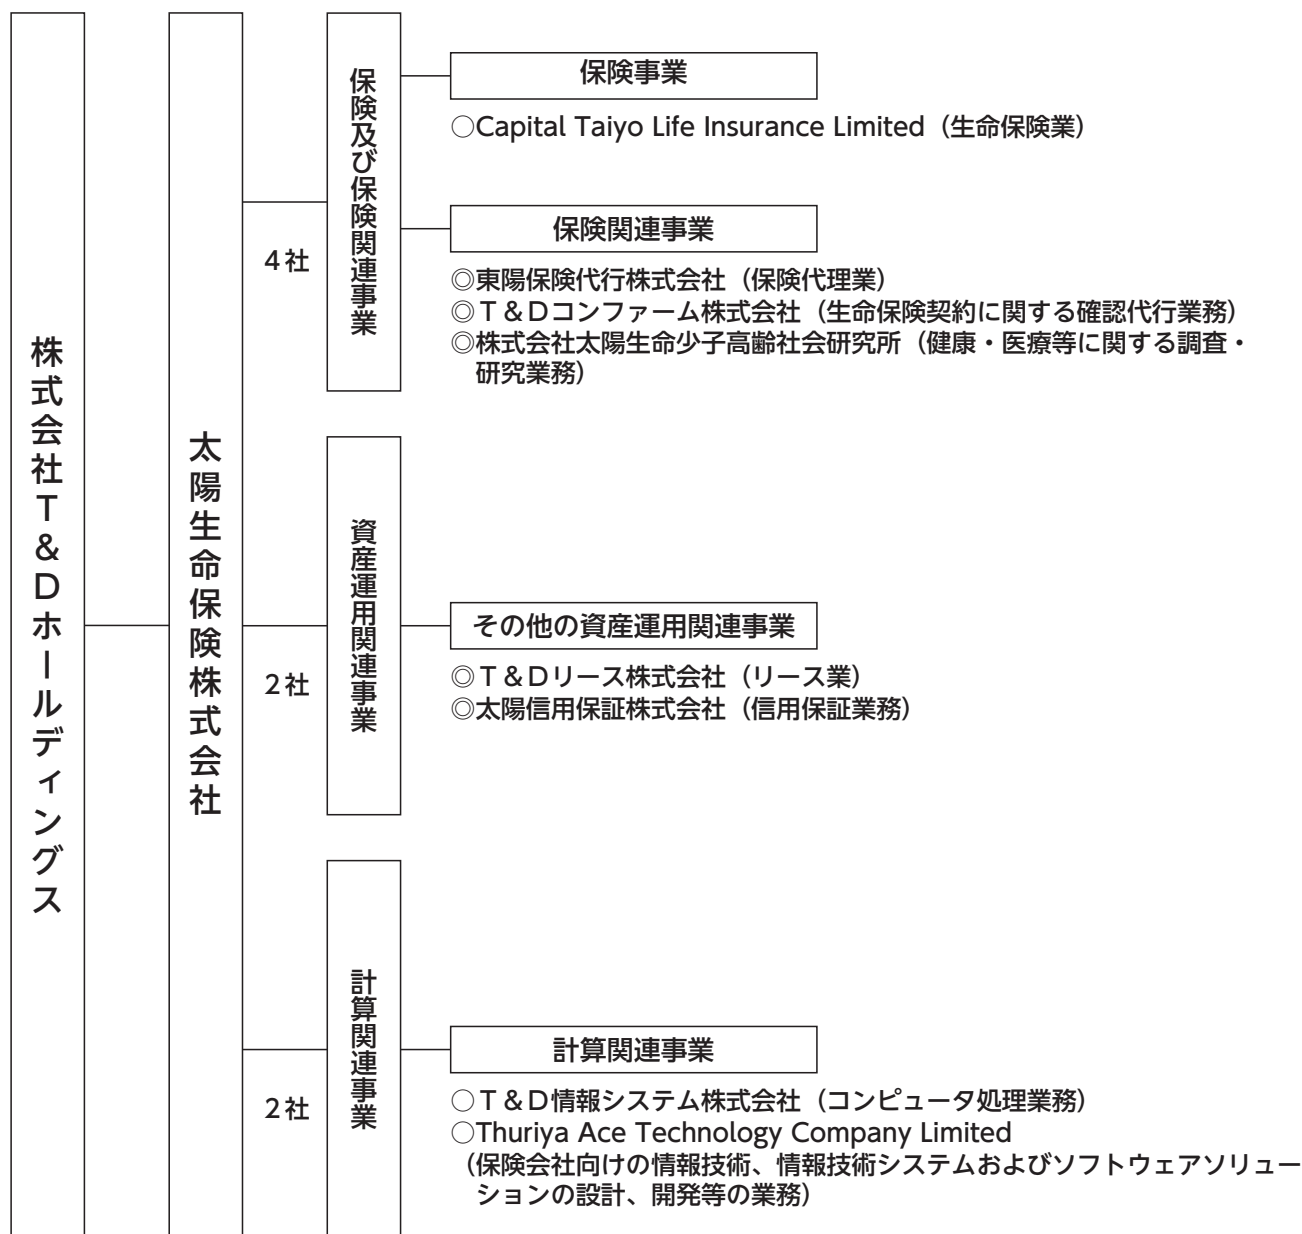 株式会社Ｔ＆Ｄホールディングス
太陽生命保険株式会社
4社
保険及び保険関連事業
保険事業
○Capital Taiyo Life Insurance Limited（生命保険業）
保険関連事業
◎東陽保険代行株式会社（保険代理業）
◎Ｔ＆Ｄコンファーム株式会社（生命保険契約に関する確認代行業務）
◎株式会社太陽生命少子高齢社会研究所（健康・医療等に関する調査・
研究業務）
2社
資産運用関連事業
その他の資産運用関連事業
◎Ｔ＆Ｄリース株式会社（リース業）
◎太陽信用保証株式会社（信用保証業務）
2社
計算関連事業
計算関連事業
○Ｔ＆Ｄ情報システム株式会社（コンピュータ処理業務）
○Thuriya Ace Technology Company Limited
（保険会社向けの情報技術、情報技術システムおよびソフトウェアソリュー
ションの設計、開発等の業務）